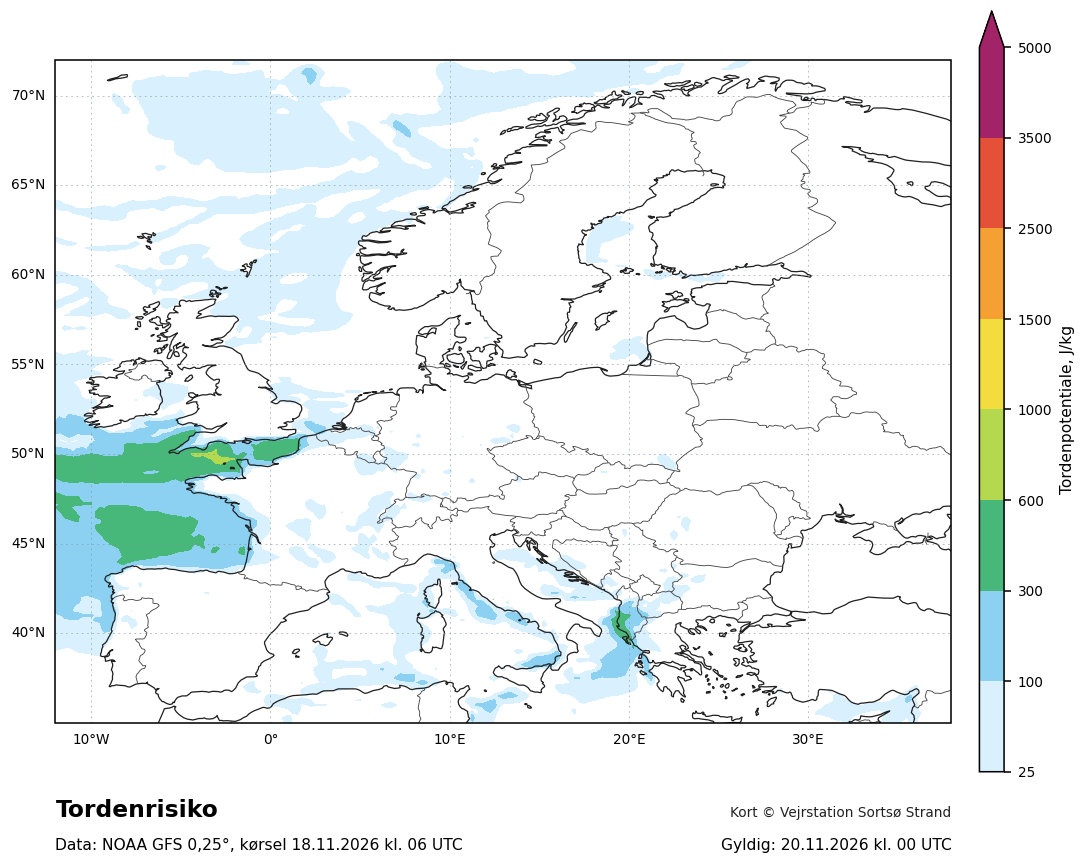 5000
3500
2500
1500
1000
600
300
100
25
Tordenpotentiale, J/kg
70°N
65°N
60°N
55°N
50°N
45°N
40°N
10°W
0°
10°E
20°E
30°E
Tordenrisiko
Kort © Vejrstation Sortsø Strand
Data: NOAA GFS 0,25°, kørsel 18.11.2026 kl. 06 UTC
Gyldig: 20.11.2026 kl. 00 UTC